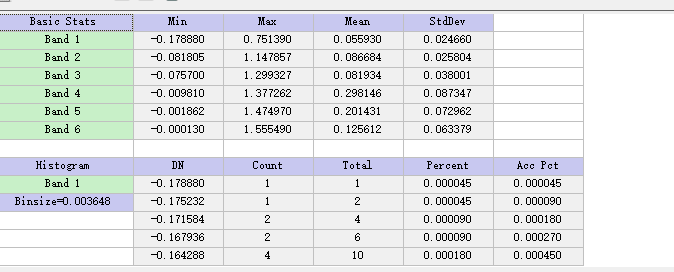 Basic Stats Min Max Mean StdDev
Band 1 -0.178880 0.751390 0.055930 0.024660
Band 2 -0.081805 1.147857 0.086684 0.025804
Band 3 -0.075700 1.299327 0.081934 0.038001
Band 4 -0.009810 1.377262 0.298146 0.087347
Band 5 -0.001862 1.474970 0.201431 0.072962
Band 6 -0.000130 1.555490 0.125612 0.063379
Histogram DN Count Total Percent Acc Pct
Band 1 -0.178880 1 1 0.000045 0.000045
Binsize=0.003648 -0.175232 1 2 0.000045 0.000090
-0.171584 2 4 0.000090 0.000180
-0.167936 2 6 0.000090 0.000270
-0.164288 4 10 0.000180 0.000450